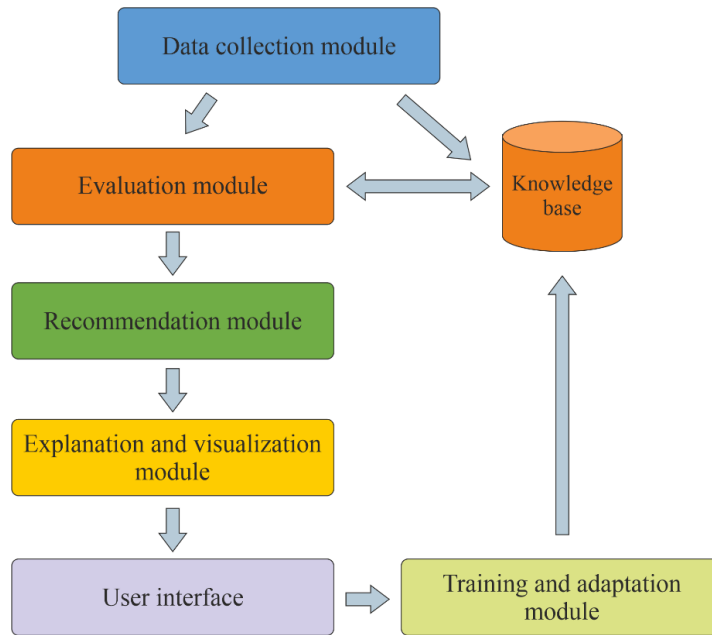 Data collection module
Evaluation module
Knowledge
base
Recommendation module
Explanation and visualization
module
User interface
Training and adaptation
module